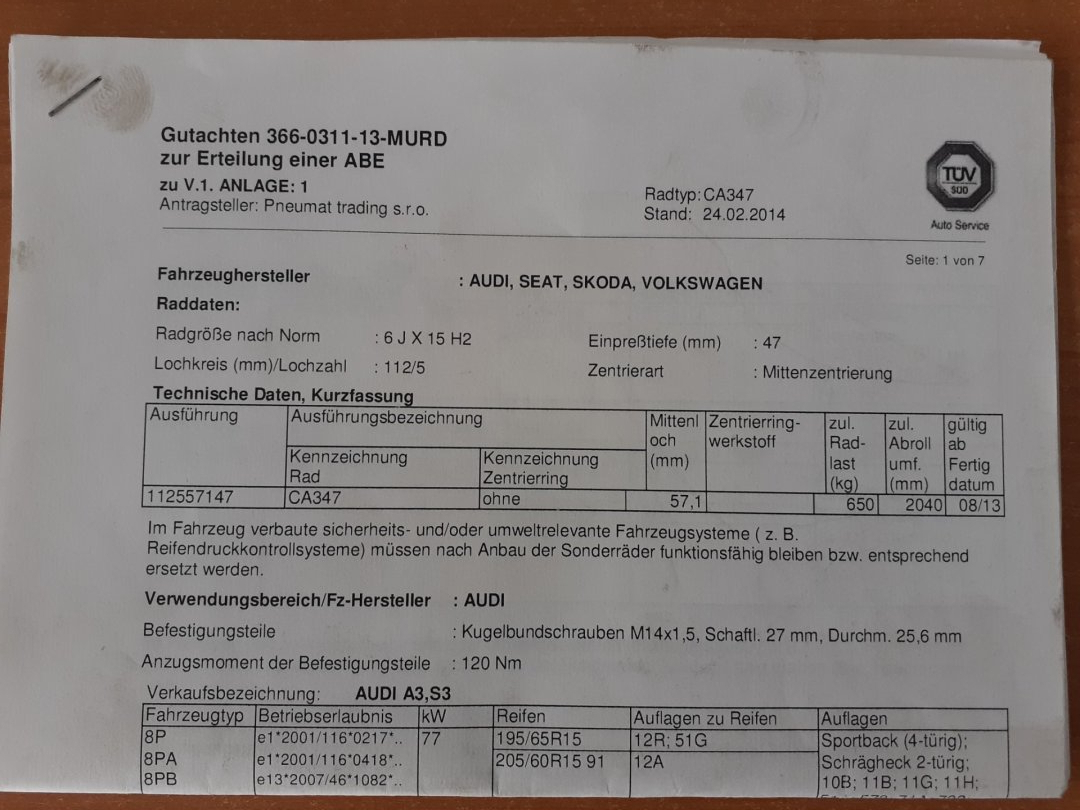 Gutachten 366-0311-13-MURD
zur Erteilung einer ABE
zu V.1. ANLAGE: 1
Antragsteller: Pneumat trading s.r.o.
Radtyp: CA347
Stand: 24.02.2014
TÜV
SÜD
Auto Service
Seite: 1 von 7
Fahrzeughersteller : AUDI, SEAT, SKODA, VOLKSWAGEN
Raddaten:
Radgröße nach Norm : 6 J X 15 H2 Einpreßtiefe (mm) : 47
Lochkreis (mm)/Lochzahl : 112/5 Zentrierart : Mittenzentrierung
Technische Daten, Kurzfassung
Ausführung Ausführungsbezeichnung Mittenl Zentrierring- zul. zul. gültig
och werkstoff Rad- Abroll ab
Kennzeichnung Kennzeichnung (mm) last umf. Fertig
Rad Zentrierring (kg) (mm) datum
112557147 CA347 ohne 57,1 650 2040 08/13
Im Fahrzeug verbaute sicherheits- und/oder umweltrelevante Fahrzeugsysteme ( z. B.
Reifendruckkontrollsysteme) müssen nach Anbau der Sonderräder funktionsfähig bleiben bzw. entsprechend
ersetzt werden.
Verwendungsbereich/Fz-Hersteller : AUDI
Befestigungsteile : Kugelbundschrauben M14x1,5, Schaftl. 27 mm, Durchm. 25,6 mm
Anzugsmoment der Befestigungsteile : 120 Nm
Verkaufsbezeichnung: AUDI A3,S3
Fahrzeugtyp Betriebserlaubnis kW Reifen Auflagen zu Reifen Auflagen
8P e1*2001/116*0217*.. 77 195/65R15 12R; 51G Sportback (4-türig);
8PA e1*2001/116*0418*.. 205/60R15 91 12A Schrägheck 2-türig;
8PB e13*2007/46*1082*.. 10B; 11B; 11G; 11H;